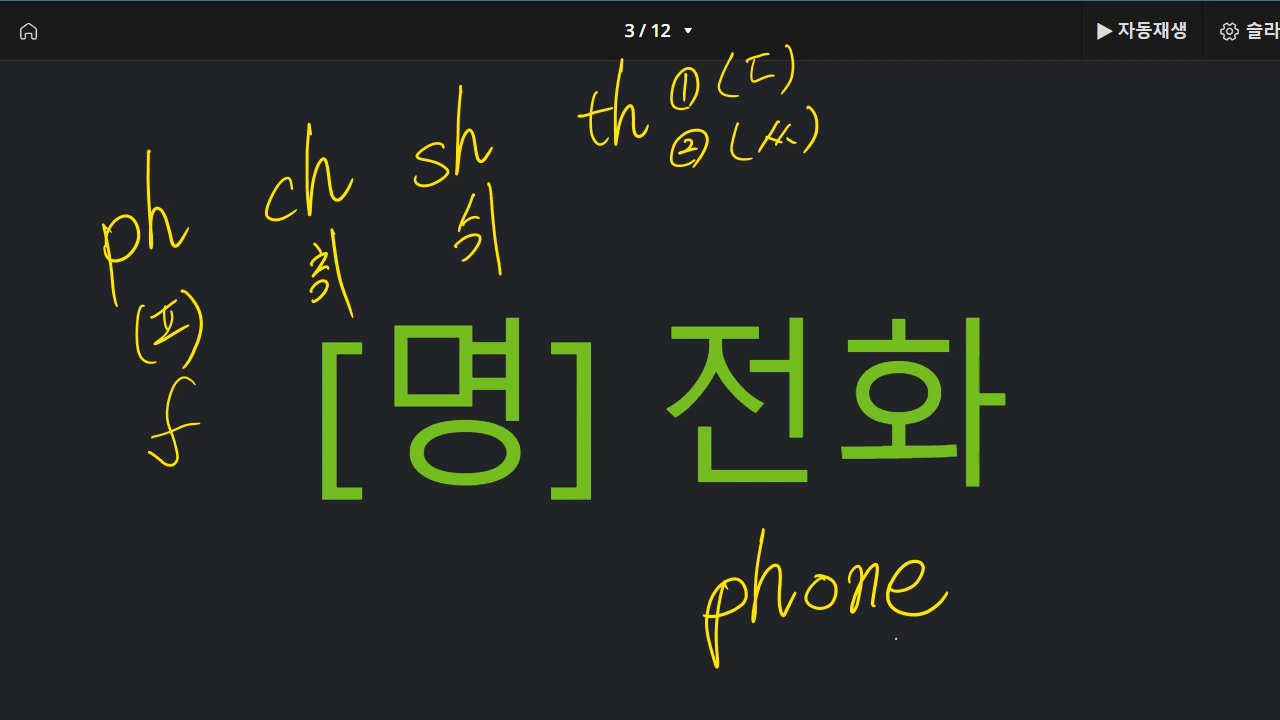 3 / 12
▶ 자동재생
슬라
th ① (ㄷ)
② (ㅆ)
sh
쉬
ch
취
ph
(ㅍ)
f
[명] 전화
phone